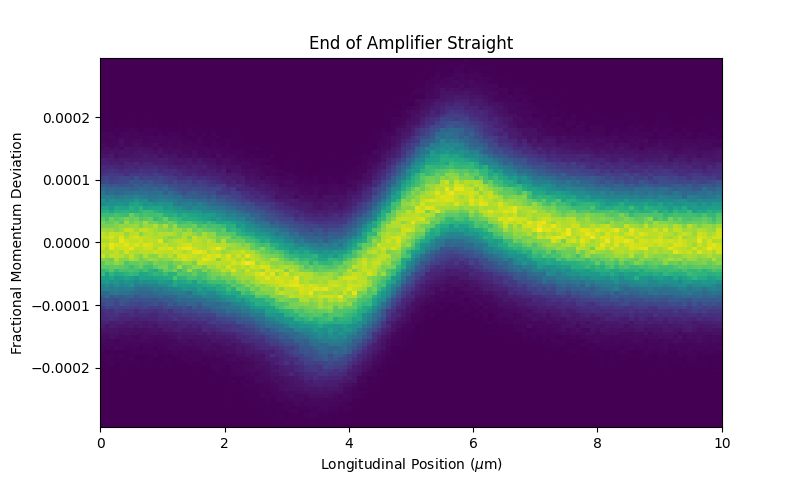 End of Amplifier Straight
Fractional Momentum Deviation
0.0002
0.0001
0.0000
−0.0001
−0.0002
0 2 4 6 8 10
Longitudinal Position (μm)